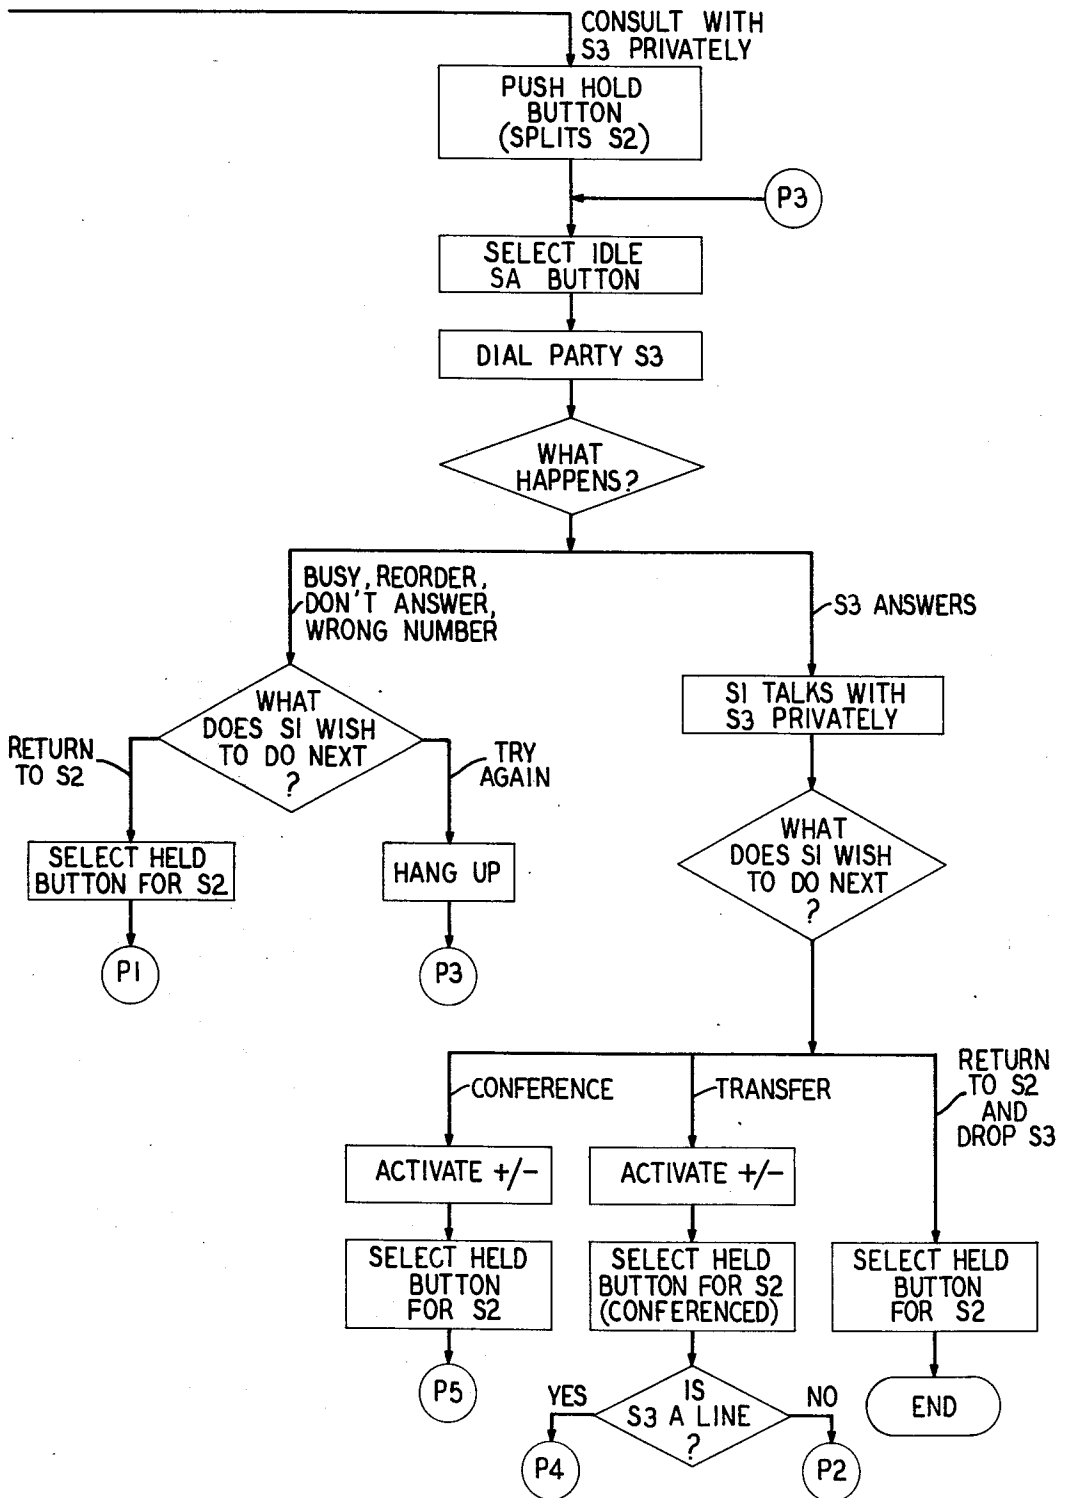 CONSULT WITH
S3 PRIVATELY
PUSH HOLD
BUTTON
(SPLITS S2)
P3
SELECT IDLE
SA BUTTON
DIAL PARTY S3
WHAT
HAPPENS?
BUSY, REORDER,
DON'T ANSWER,
WRONG NUMBER
S3 ANSWERS
WHAT
DOES S1 WISH
TO DO NEXT
?
S1 TALKS WITH
S3 PRIVATELY
RETURN
TO S2
TRY
AGAIN
WHAT
DOES S1 WISH
TO DO NEXT
?
SELECT HELD
BUTTON FOR S2
HANG UP
P1
P3
CONFERENCE
TRANSFER
RETURN
TO S2
AND
DROP S3
ACTIVATE +/-
ACTIVATE +/-
SELECT HELD
BUTTON
FOR S2
SELECT HELD
BUTTON FOR S2
(CONFERENCED)
SELECT HELD
BUTTON
FOR S2
P5
YES
IS
S3 A LINE
?
NO
END
P4
P2